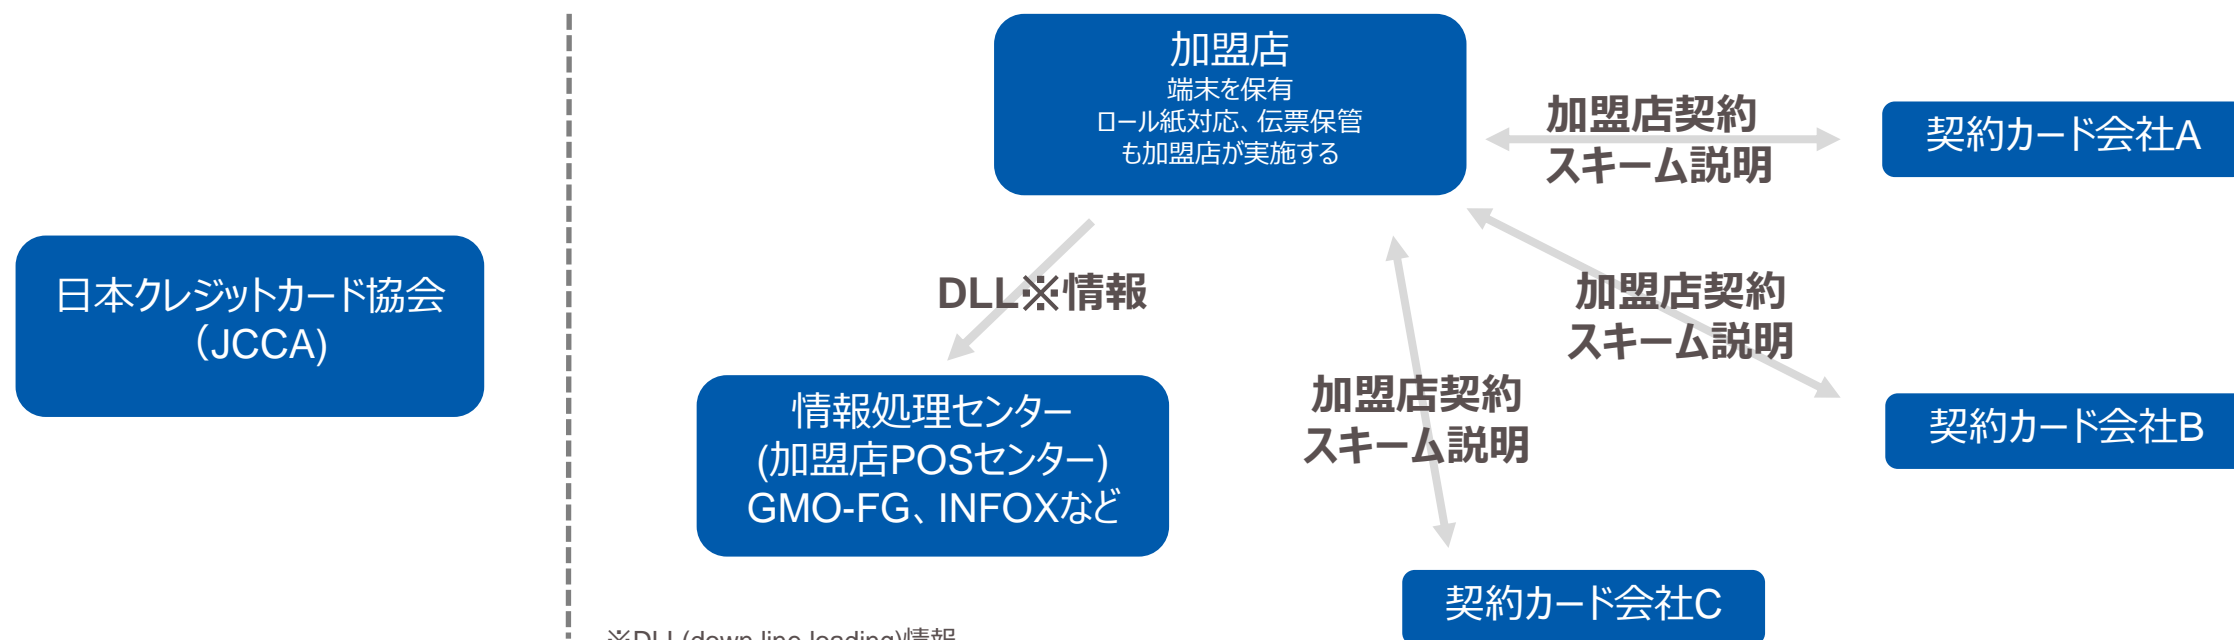 加盟店
端末を保有
ロール紙対応、伝票保管
も加盟店が実施する
加盟店契約
スキーム説明
契約カード会社A
日本クレジットカード協会
（JCCA)
DLL※情報
加盟店契約
スキーム説明
情報処理センター
(加盟店POSセンター)
GMO-FG、INFOXなど
加盟店契約
スキーム説明
契約カード会社B
契約カード会社C
※DLL(down line loading)情報